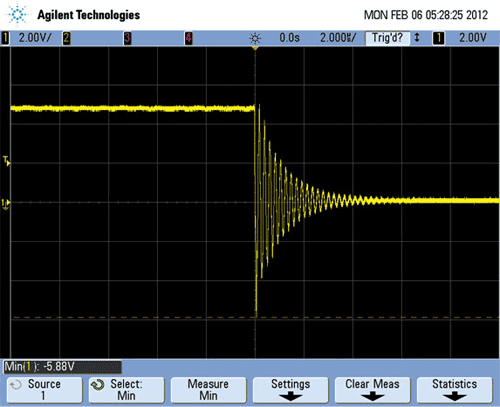 Agilent Technologies MON FEB 06 05:28:25 2012
1 2.00V/ 2 3 4 0.0s 2.000㎲/ Trig'd? 1 2.00V
T
1
Min(1): -5.88V
Source Select: Measure Settings Clear Meas Statistics
1 Min Min